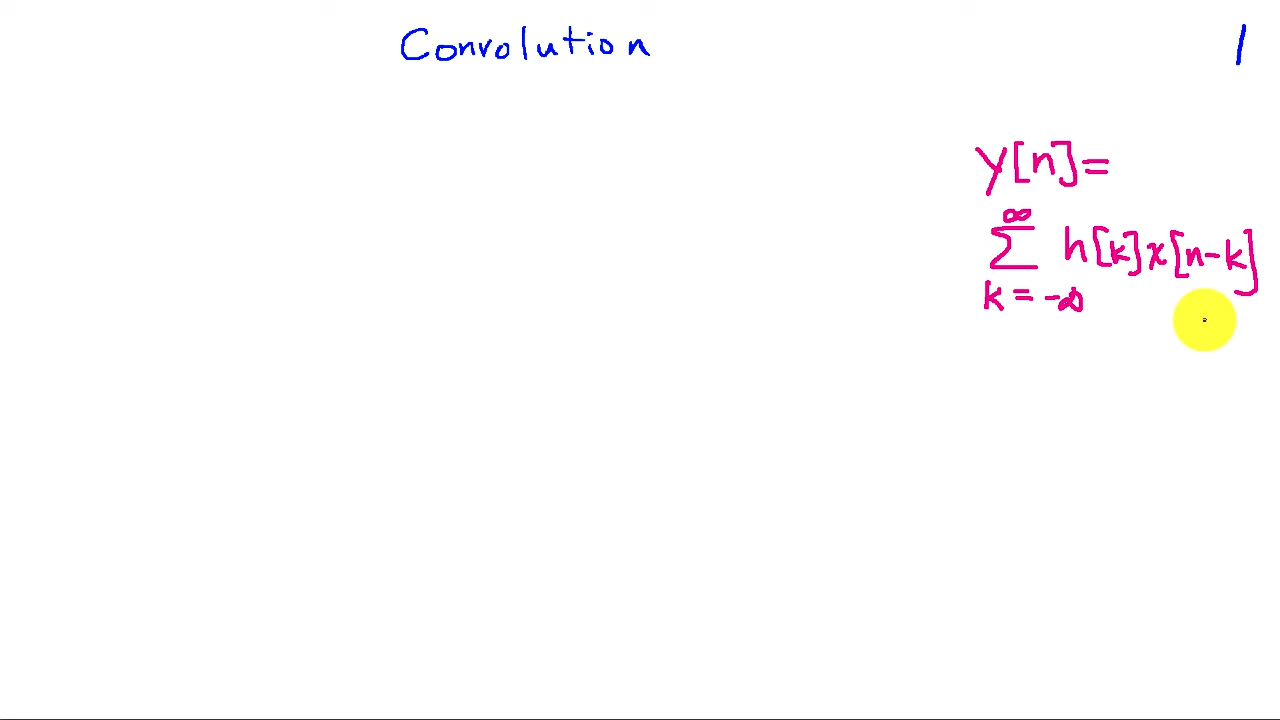 Convolution 1
y[n]=
∞
∑ h[k]x[n-k]
k=-∞